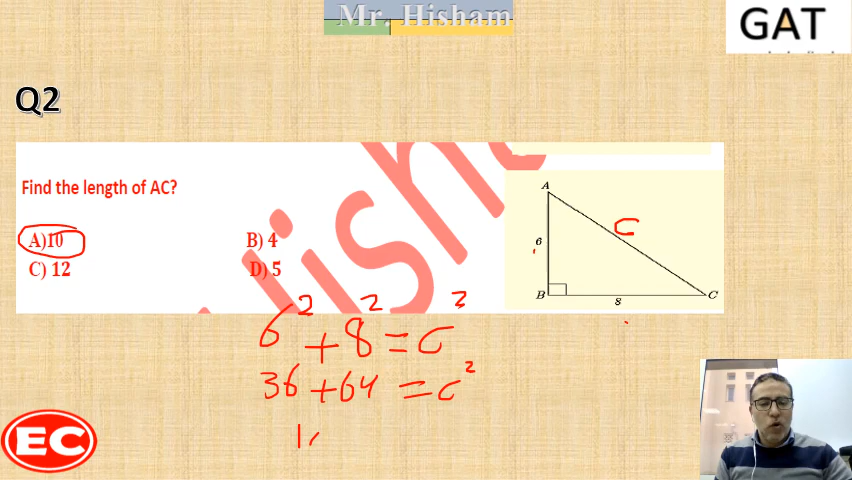 Mr. Hisham
GAT
Q2
Find the length of AC?
A)10
B) 4
C) 12
D) 5
Hisha
A
6
B
8
C
C
6² + 8² = c²
36 + 64 = c²
EC